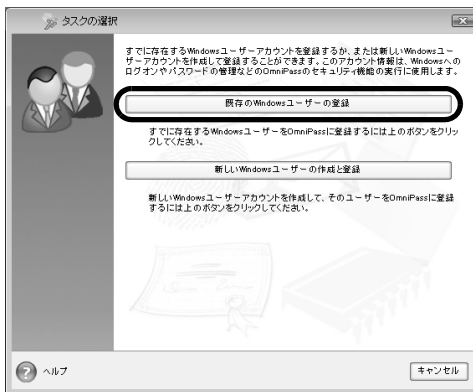 タスクの選択
すでに存在するWindowsユーザーアカウントを登録するか、または新しいWindowsユー
ザーアカウントを作成して登録することができます。このアカウント情報は、Windowsへの
ログオンやパスワードの管理などのOmniPassのセキュリティ機能の実行に使用します。
既存のWindowsユーザーの登録
すでに存在するWindowsユーザーをOmniPassに登録するには上のボタンをクリッ
クしてください。
新しいWindowsユーザーの作成と登録
新しいWindowsユーザーアカウントを作成して、そのユーザーをOmniPassに登録
するには上のボタンをクリックしてください。
ヘルプ
キャンセル